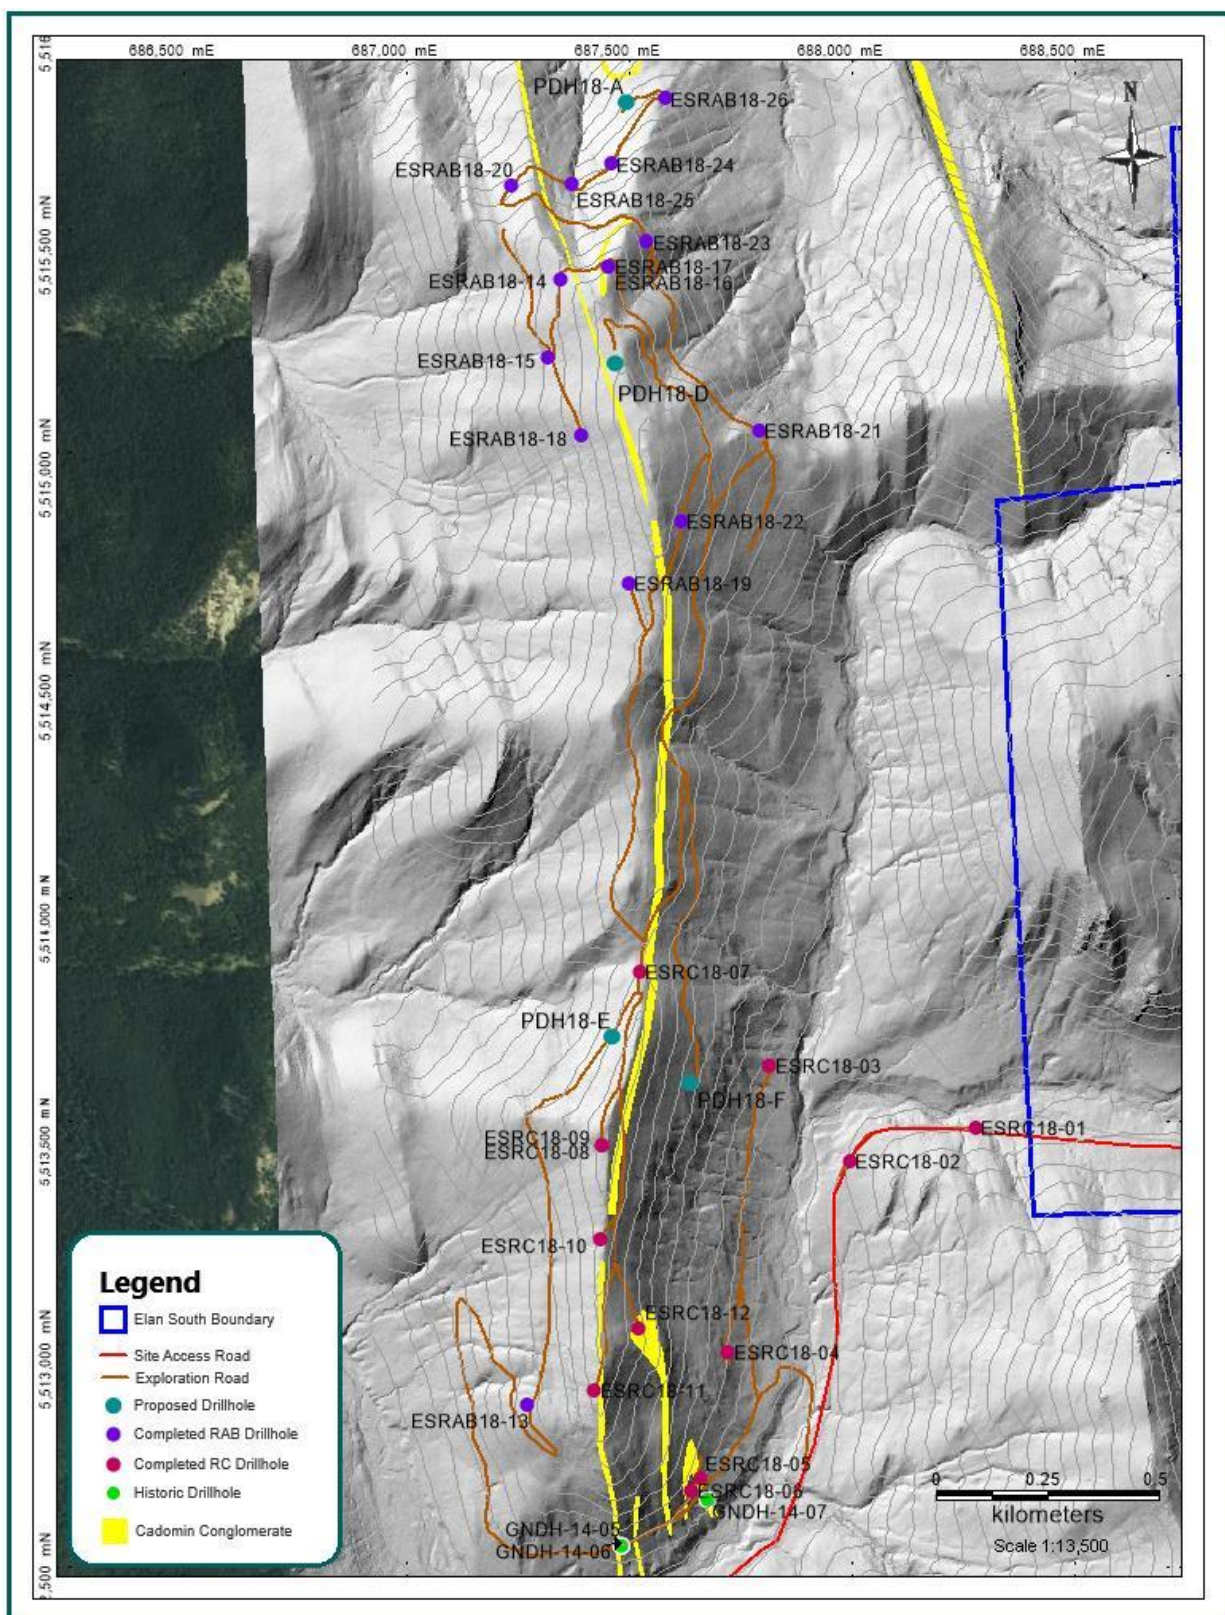 686,500 mE
687,000 mE
687,500 mE
688,000 mE
688,500 mE
5,516
N
PDH18-A
ESRAB18-26
ESRAB18-24
ESRAB18-20
ESRAB18-25
5,515,500 mN
ESRAB18-23
ESRAB18-17
ESRAB18-16
ESRAB18-14
ESRAB18-15
PDH18-D
ESRAB18-18
ESRAB18-21
5,515,000 mN
ESRAB18-22
ESRAB18-19
5,514,500 mN
5,514,000 mN
ESRC18-07
PDH18-E
ESRC18-03
PDH18-F
5,513,500 mN
ESRC18-01
ESRC18-09
ESRC18-08
ESRC18-02
ESRC18-10
5,513,000 mN
ESRC18-12
ESRC18-04
ESRC18-11
ESRAB18-13
ESRC18-05
ESRC18-06
GNDH-14-07
GNDH-14-05
GNDH-14-06
2,500 mN
Legend
Elan South Boundary
Site Access Road
Exploration Road
Proposed Drillhole
Completed RAB Drillhole
Completed RC Drillhole
Historic Drillhole
Cadomin Conglomerate
0 0.25 0.5
kilometers
Scale 1:13,500